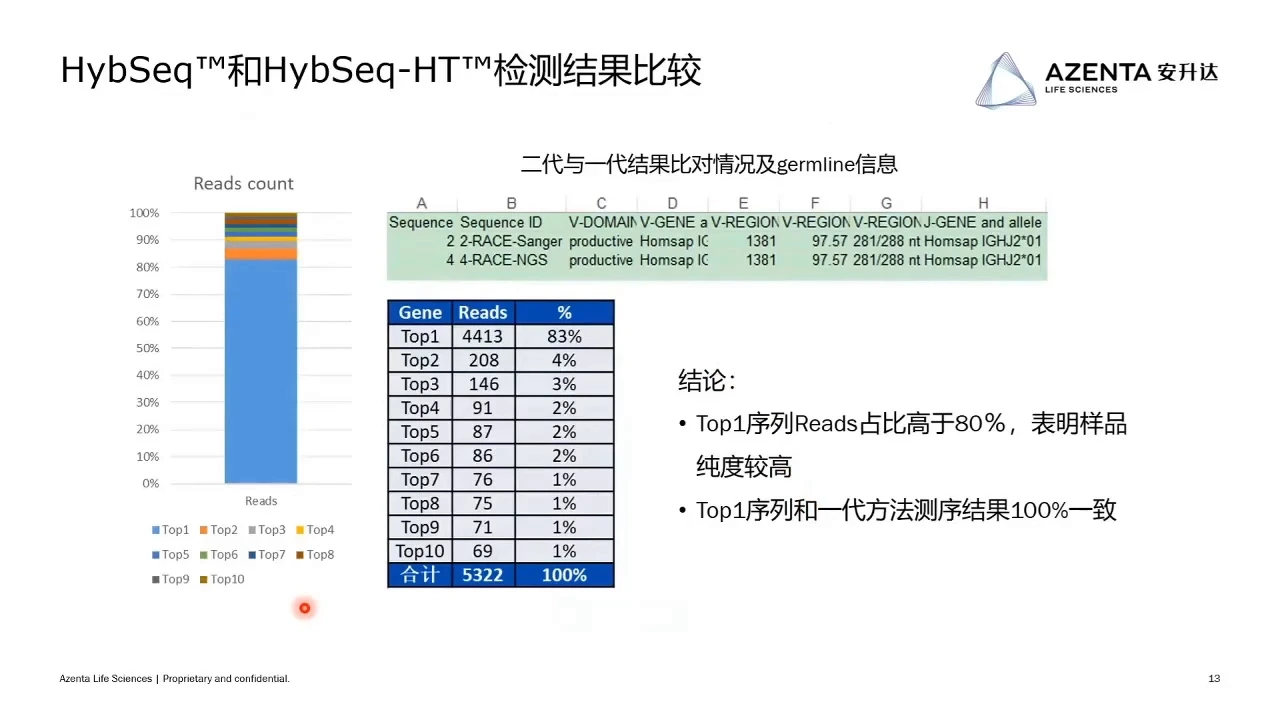 HybSeq™和HybSeq-HT™检测结果比较
AZENTA 安升达
LIFE SCIENCES
二代与一代结果比对情况及germline信息
Reads count
100%
90%
80%
70%
60%
50%
40%
30%
20%
10%
0%
Reads
Top1 Top2 Top3 Top4
Top5 Top6 Top7 Top8
Top9 Top10
A B C D E F G H
Sequence Sequence ID V-DOMAIN V-GENE a V-REGION V-REGION V-REGION J-GENE and allele
2 2-RACE-Sanger productive Homsap IG 1381 97.57 281/288 nt Homsap IGHJ2*01
4 4-RACE-NGS productive Homsap IG 1381 97.57 281/288 nt Homsap IGHJ2*01
Gene Reads %
Top1 4413 83%
Top2 208 4%
Top3 146 3%
Top4 91 2%
Top5 87 2%
Top6 86 2%
Top7 76 1%
Top8 75 1%
Top9 71 1%
Top10 69 1%
合计 5322 100%
结论：
• Top1序列Reads占比高于80%，表明样品
纯度较高
• Top1序列和一代方法测序结果100%一致
Azenta Life Sciences | Proprietary and confidential.
13